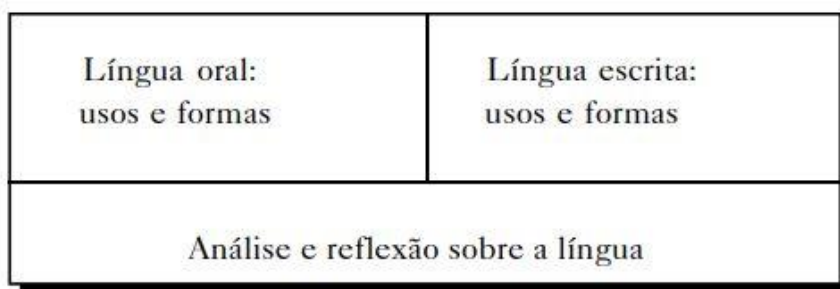 Língua oral:
usos e formas
Língua escrita:
usos e formas
Análise e reflexão sobre a língua